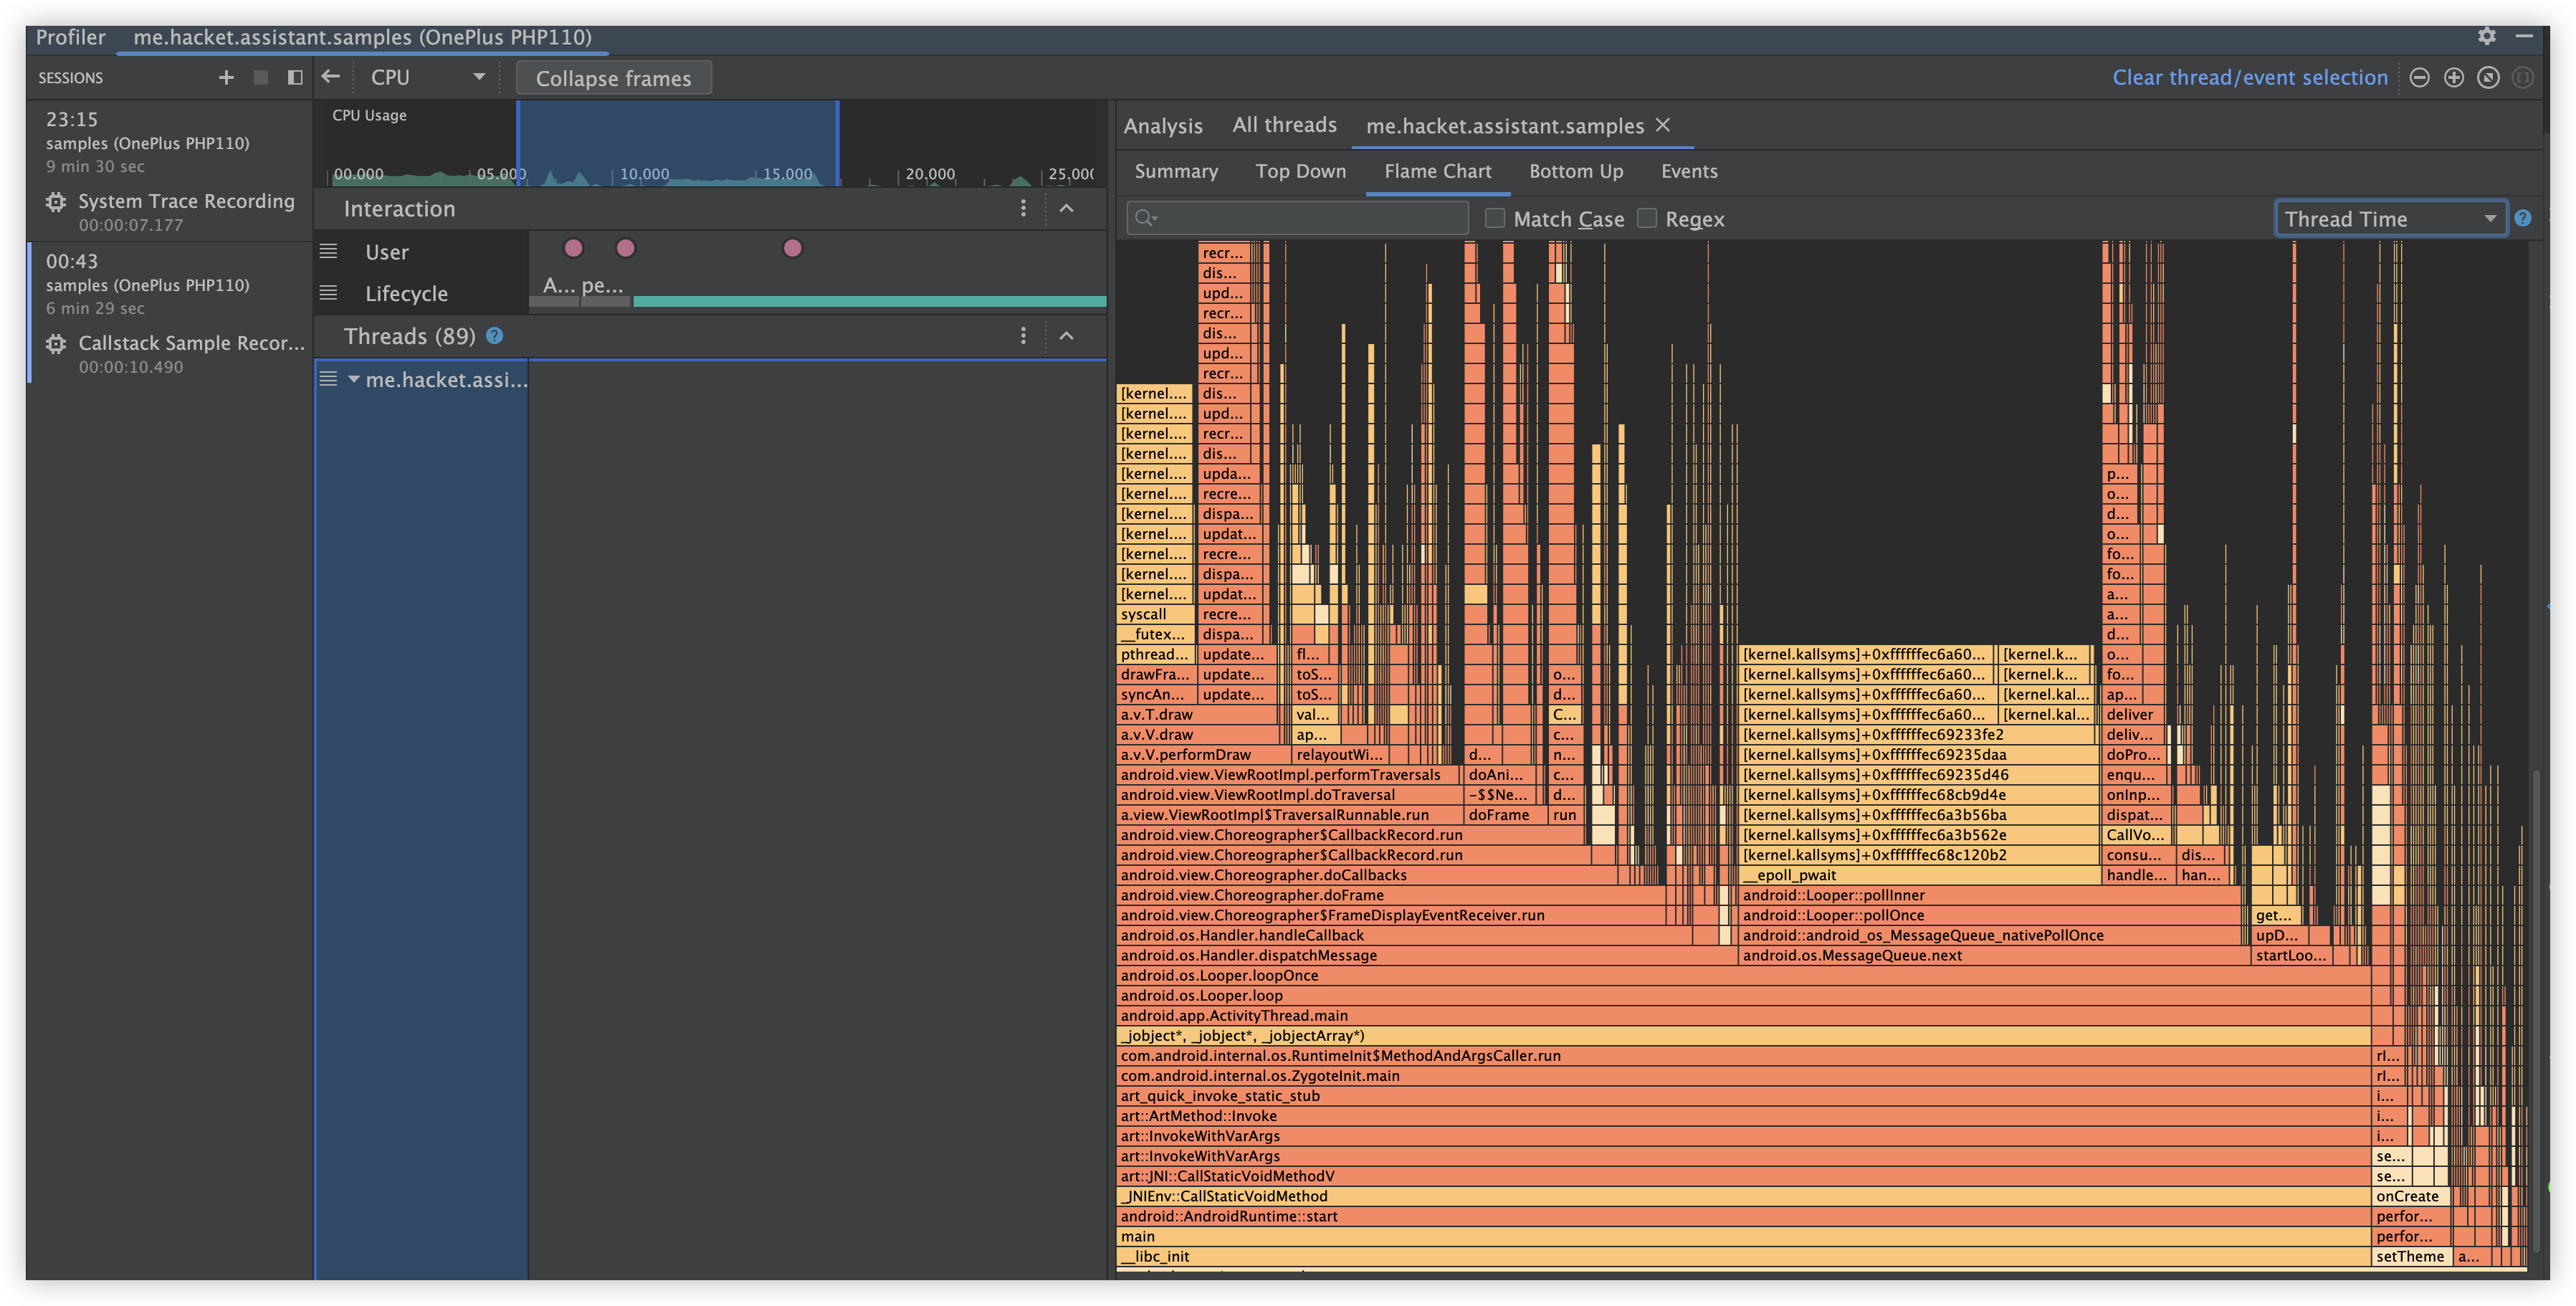 Profiler me.hacket.assistant.samples (OnePlus PHP110)
SESSIONS CPU Collapse frames Clear thread/event selection
23:15
samples (OnePlus PHP110)
9 min 30 sec
System Trace Recording
00:00:07.177
00:43
samples (OnePlus PHP110)
6 min 29 sec
Callstack Sample Recor...
00:00:10.490
CPU Usage
00.000 05.000 10.000 15.000 20.000 25.000
Interaction
User
Lifecycle A... pe...
Threads (89)
me.hacket.assi...
Analysis All threads me.hacket.assistant.samples
Summary Top Down Flame Chart Bottom Up Events
Match Case Regex Thread Time
recr...
dis...
upd...
recr...
dis...
upd...
recr...
[kernel.... dis...
[kernel.... upd...
[kernel.... recr...
[kernel.... dis...
[kernel.... upda... p...
[kernel.... recre... o...
[kernel.... dispa... d...
[kernel.... updat... o...
[kernel.... recre... fo...
[kernel.... dispa... fo...
[kernel.... updat... a...
syscall recre... a...
__futex... dispa... d...
pthread... update... fl... [kernel.kallsyms]+0xffffffec6a60... [kernel.k... o...
drawFra... update... toS... o... [kernel.kallsyms]+0xffffffec6a60... [kernel.k... fo...
syncAn... update... toS... d... [kernel.kallsyms]+0xffffffec6a60... [kernel.kal... ap...
a.v.T.draw val... C... [kernel.kallsyms]+0xffffffec6a60... [kernel.kal... deliver
a.v.V.draw ap... c... [kernel.kallsyms]+0xffffffec69233fe2 deliv...
a.v.V.performDraw relayoutWi... d... n... [kernel.kallsyms]+0xffffffec69235daa doPro...
android.view.ViewRootImpl.performTraversals doAni... c... [kernel.kallsyms]+0xffffffec69235d46 enqu...
android.view.ViewRootImpl.doTraversal -$$Ne... d... [kernel.kallsyms]+0xffffffec68cb9d4e onInp...
a.view.ViewRootImpl$TraversalRunnable.run doFrame run [kernel.kallsyms]+0xffffffec6a3b56ba dispat...
android.view.Choreographer$CallbackRecord.run [kernel.kallsyms]+0xffffffec6a3b562e CallVo...
android.view.Choreographer$CallbackRecord.run [kernel.kallsyms]+0xffffffec68c120b2 consu... dis...
android.view.Choreographer.doCallbacks __epoll_pwait handle... han...
android.view.Choreographer.doFrame android::Looper::pollInner
android.view.Choreographer$FrameDisplayEventReceiver.run android::Looper::pollOnce get...
android.os.Handler.handleCallback android::android_os_MessageQueue_nativePollOnce upD...
android.os.Handler.dispatchMessage android.os.MessageQueue.next startLoo...
android.os.Looper.loopOnce
android.os.Looper.loop
android.app.ActivityThread.main
_jobject*, _jobject*, _jobjectArray*)
com.android.internal.os.RuntimeInit$MethodAndArgsCaller.run rI...
com.android.internal.os.ZygoteInit.main rI...
art_quick_invoke_static_stub i...
art::ArtMethod::Invoke i...
art::InvokeWithVarArgs i...
art::InvokeWithVarArgs se...
art::JNI::CallStaticVoidMethodV se...
_JNIEnv::CallStaticVoidMethod onCreate
android::AndroidRuntime::start perfor...
main perfor...
__libc_init setTheme a...